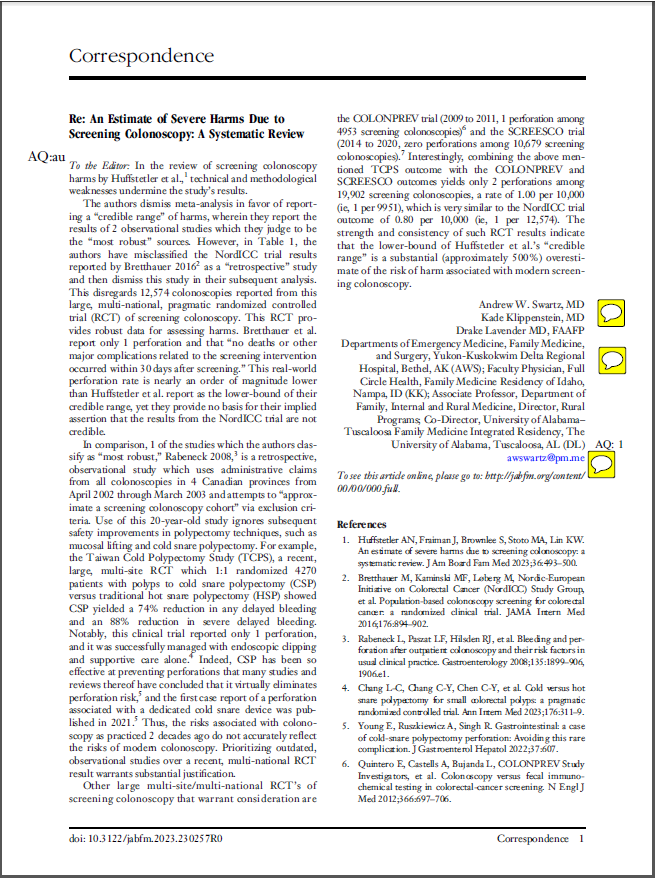 Correspondence
Re: An Estimate of Severe Harms Due to
Screening Colonoscopy: A Systematic Review
AQ:au
To the Editor: In the review of screening colonoscopy
harms by Huffstetler et al.,1 technical and methodological
weaknesses undermine the study's results.
The authors dismiss meta-analysis in favor of report-
ing a "credible range" of harms, wherein they report the
results of 2 observational studies which they judge to be
the "most robust" sources. However, in Table 1, the
authors have misclassified the NordICC trial results
reported by Bretthauer 20162 as a "retrospective" study
and then dismiss this study in their subsequent analysis.
This disregards 12,574 colonoscopies reported from this
large, multi-national, pragmatic randomized controlled
trial (RCT) of screening colonoscopy. This RCT pro-
vides robust data for assessing harms. Bretthauer et al.
report only 1 perforation and that "no deaths or other
major complications related to the screening intervention
occurred within 30 days after screening." This real-world
perforation rate is nearly an order of magnitude lower
than Huffstetler et al. report as the lower-bound of their
credible range, yet they provide no basis for their implied
assertion that the results from the NordICC trial are not
credible.
In comparison, 1 of the studies which the authors clas-
sify as "most robust," Rabeneck 2008,3 is a retrospective,
observational study which uses administrative claims
from all colonoscopies in 4 Canadian provinces from
April 2002 through March 2003 and attempts to "approx-
imate a screening colonoscopy cohort" via exclusion cri-
teria. Use of this 20-year-old study ignores subsequent
safety improvements in polypectomy techniques, such as
mucosal lifting and cold snare polypectomy. For example,
the Taiwan Cold Polypectomy Study (TCPS), a recent,
large, multi-site RCT which 1:1 randomized 4270
patients with polyps to cold snare polypectomy (CSP)
versus traditional hot snare polypectomy (HSP) showed
CSP yielded a 74% reduction in any delayed bleeding
and an 88% reduction in severe delayed bleeding.
Notably, this clinical trial reported only 1 perforation,
and it was successfully managed with endoscopic clipping
and supportive care alone.4 Indeed, CSP has been so
effective at preventing perforations that many studies and
reviews thereof have concluded that it virtually eliminates
perforation risk,5 and the first case report of a perforation
associated with a dedicated cold snare device was pub-
lished in 2021.5 Thus, the risks associated with colono-
scopy as practiced 2 decades ago do not accurately reflect
the risks of modern colonoscopy. Prioritizing outdated,
observational studies over a recent, multi-national RCT
result warrants substantial justification.
Other large multi-site/multi-national RCT's of
screening colonoscopy that warrant consideration are
the COLONPREV trial (2009 to 2011, 1 perforation among
4953 screening colonoscopies)6 and the SCREESCO trial
(2014 to 2020, zero perforations among 10,679 screening
colonoscopies).7 Interestingly, combining the above men-
tioned TCPS outcome with the COLONPREV and
SCREESCO outcomes yields only 2 perforations among
19,902 screening colonoscopies, a rate of 1.00 per 10,000
(ie, 1 per 9951), which is very similar to the NordICC trial
outcome of 0.80 per 10,000 (ie, 1 per 12,574). The
strength and consistency of such RCT results indicate
that the lower-bound of Huffstetler et al.'s "credible
range" is a substantial (approximately 500%) overesti-
mate of the risk of harm associated with modern screen-
ing colonoscopy.
Andrew W. Swartz, MD
Kade Klippenstein, MD
Drake Lavender MD, FAAFP
Departments of Emergency Medicine, Family Medicine,
and Surgery, Yukon-Kuskokwim Delta Regional
Hospital, Bethel, AK (AWS); Faculty Physician, Full
Circle Health, Family Medicine Residency of Idaho,
Nampa, ID (KK); Associate Professor, Department of
Family, Internal and Rural Medicine, Director, Rural
Programs; Co-Director, University of Alabama–
Tuscaloosa Family Medicine Integrated Residency, The
University of Alabama, Tuscaloosa, AL (DL) AQ: 1
awswartz@pm.me
To see this article online, please go to: http://jabfm.org/content/
00/00/000.full.
References
1. Huffstetler AN, Fraiman J, Brownlee S, Stoto MA, Lin KW.
An estimate of severe harms due to screening colonoscopy: a
systematic review. J Am Board Fam Med 2023;36:493–500.
2. Bretthauer M, Kaminski MF, Løberg M, Nordic-European
Initiative on Colorectal Cancer (NordICC) Study Group,
et al. Population-based colonoscopy screening for colorectal
cancer: a randomized clinical trial. JAMA Intern Med
2016;176:894–902.
3. Rabeneck L, Paszat LF, Hilsden RJ, et al. Bleeding and per-
foration after outpatient colonoscopy and their risk factors in
usual clinical practice. Gastroenterology 2008;135:1899–906,
1906.e1.
4. Chang L-C, Chang C-Y, Chen C-Y, et al. Cold versus hot
snare polypectomy for small colorectal polyps: a pragmatic
randomized controlled trial. Ann Intern Med 2023;176:311–9.
5. Young E, Ruszkiewicz A, Singh R. Gastrointestinal: a case
of cold-snare polypectomy perforation: Avoiding this rare
complication. J Gastroenterol Hepatol 2022;37:607.
6. Quintero E, Castells A, Bujanda L, COLONPREV Study
Investigators, et al. Colonoscopy versus fecal immuno-
chemical testing in colorectal-cancer screening. N Engl J
Med 2012;366:697–706.
doi: 10.3122/jabfm.2023.230257R0
Correspondence 1